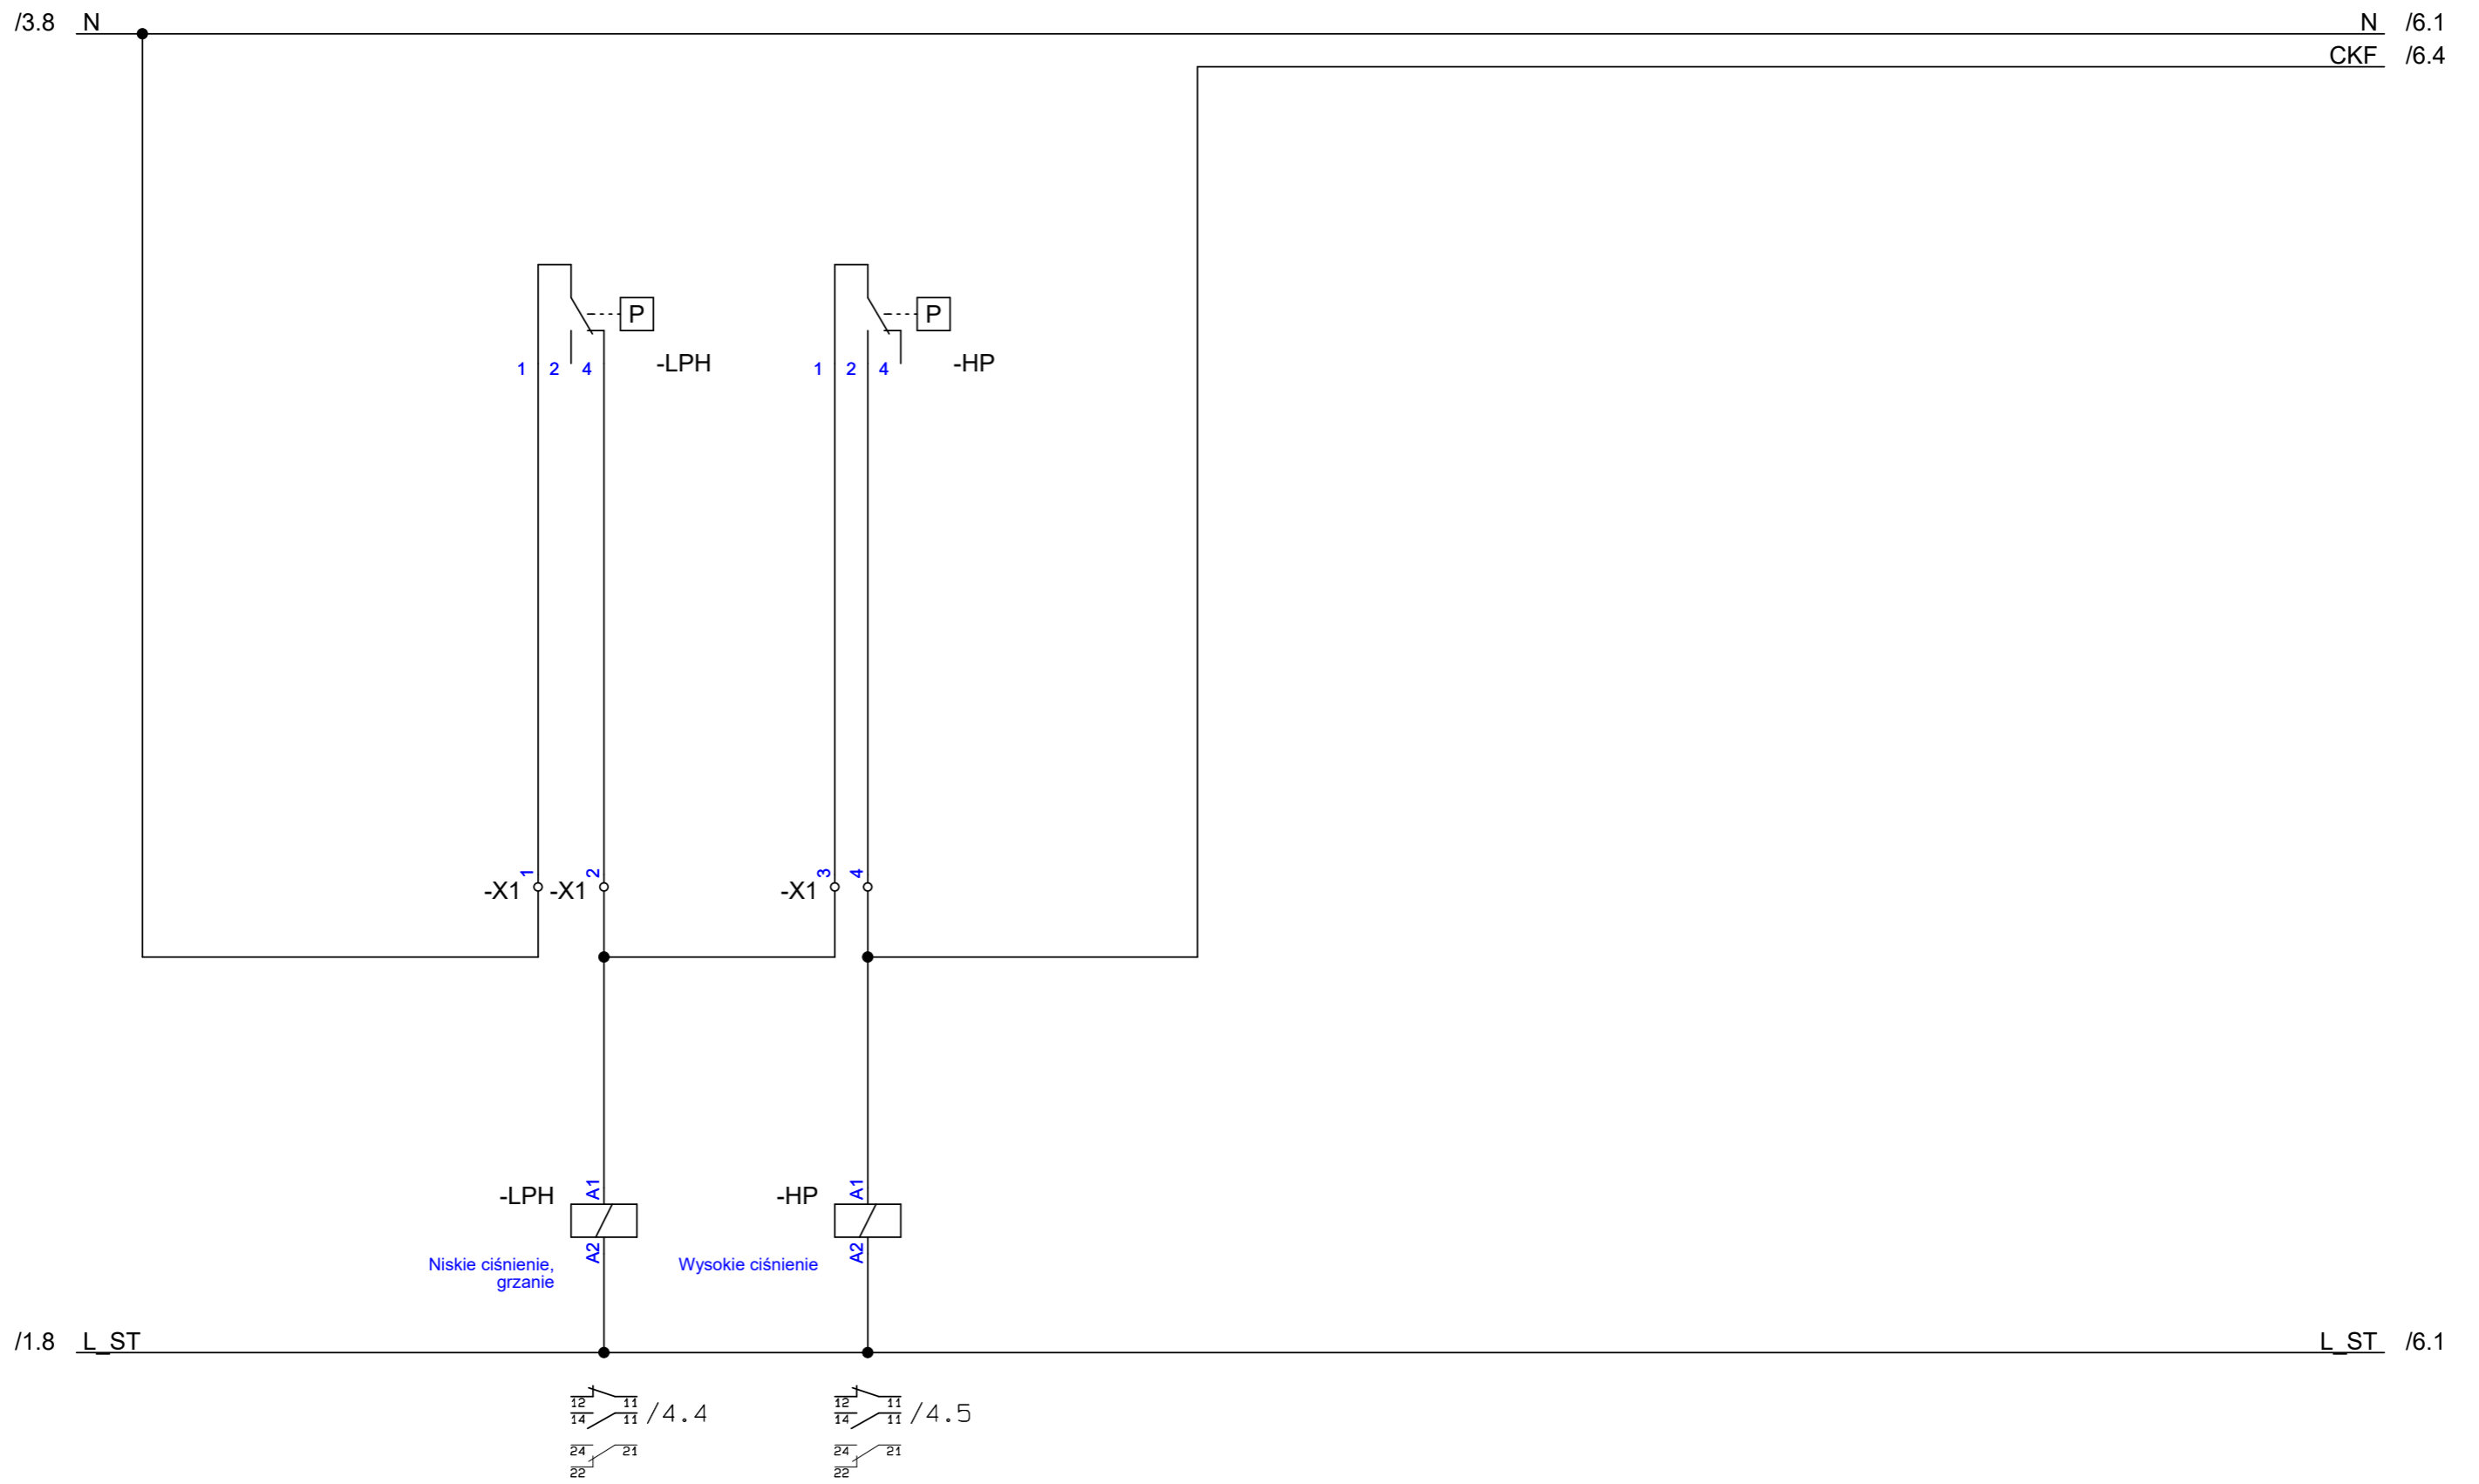 /3.8 N N /6.1
CKF /6.4
P P
1 2 4 -LPH 1 2 4 -HP
-X1 1 -X1 2 -X1 3 4
-LPH A1 -HP A1
A2 A2
Niskie ciśnienie, Wysokie ciśnienie
grzanie
/1.8 L_ST L_ST /6.1
12 11 12 11
14 11 /4.4 14 11 /4.5
24 21 24 21
22 22